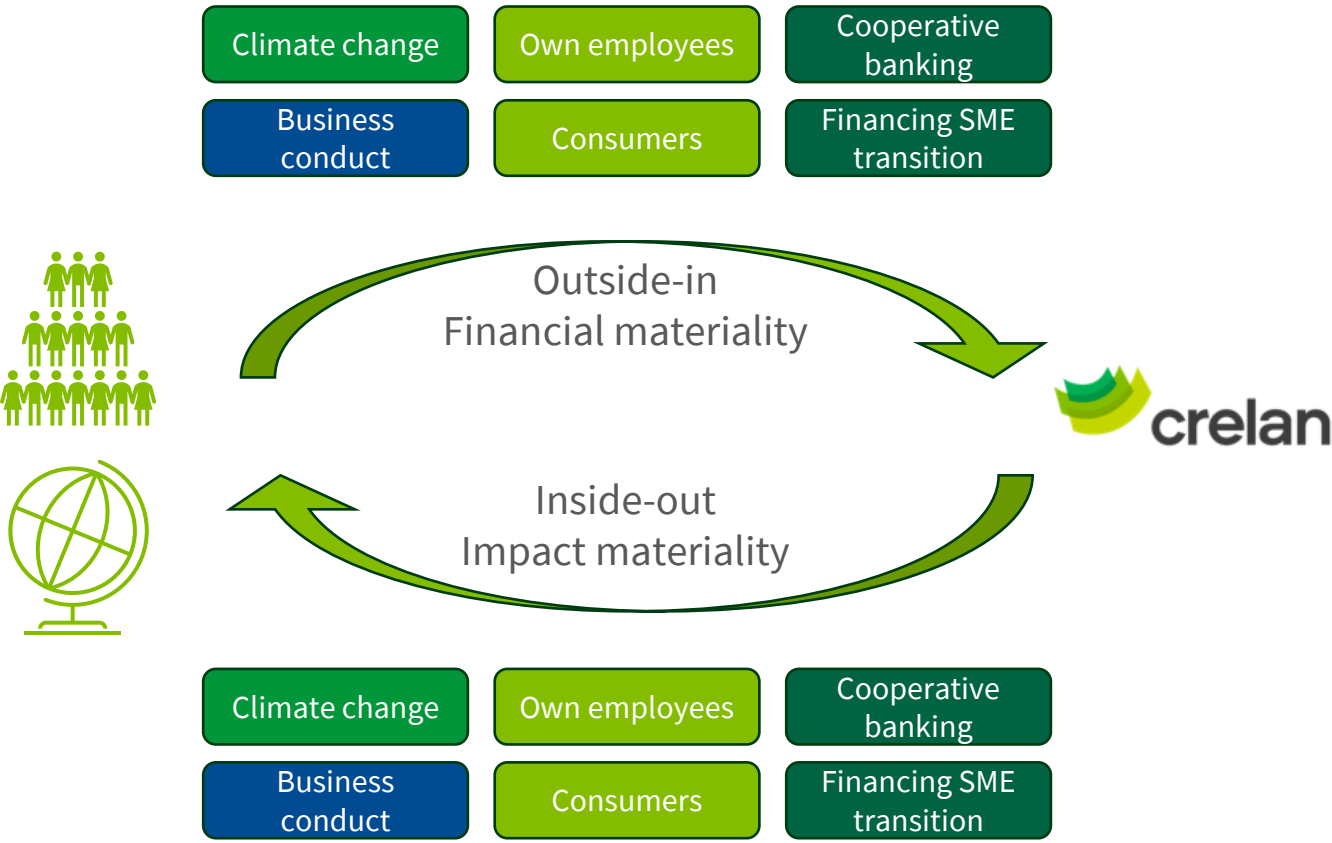 Climate change
Own employees
Cooperative
banking
Business
conduct
Consumers
Financing SME
transition
Outside-in
Financial materiality
crelan
Inside-out
Impact materiality
Climate change
Own employees
Cooperative
banking
Business
conduct
Consumers
Financing SME
transition